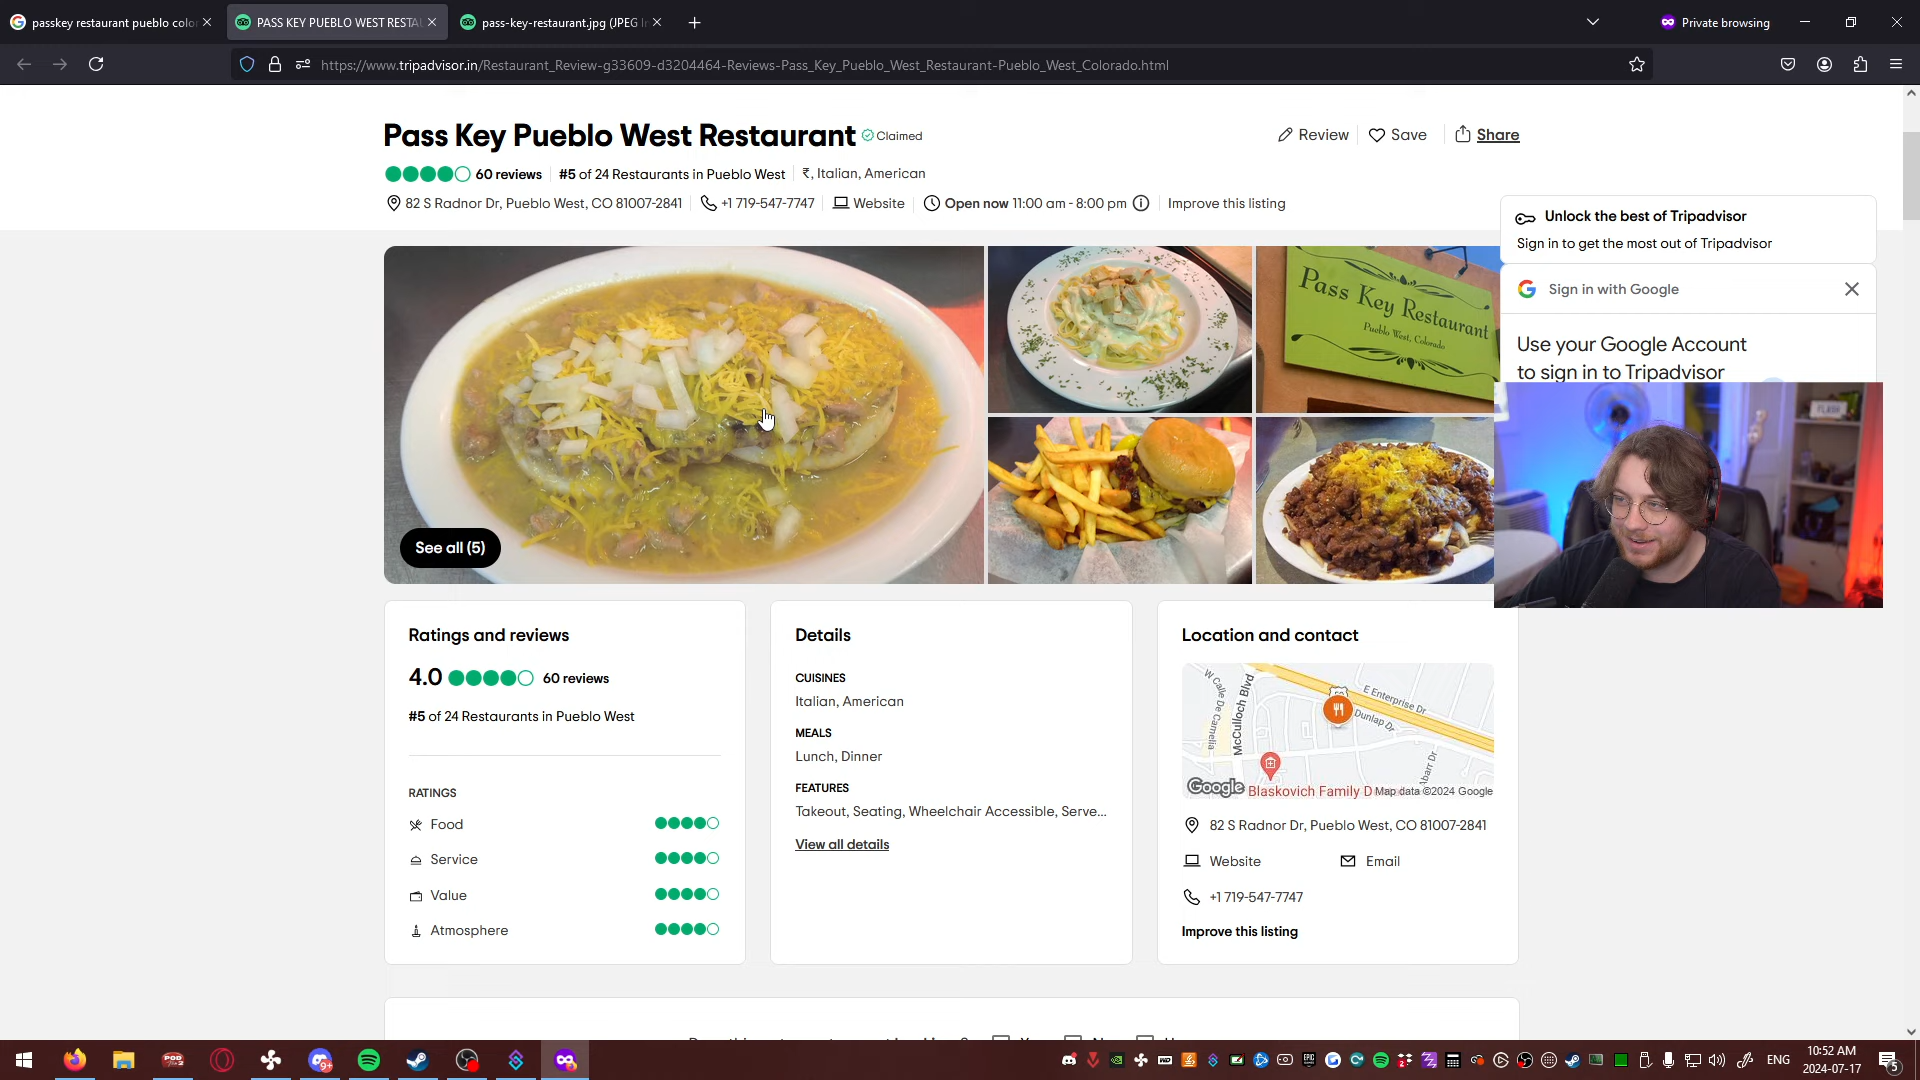 passkey restaurant pueblo color
PASS KEY PUEBLO WEST RESTAU
pass-key-restaurant.jpg (JPEG I
Private browsing
https://www.tripadvisor.in/Restaurant_Review-g33609-d3204464-Reviews-Pass_Key_Pueblo_West_Restaurant-Pueblo_West_Colorado.html
Pass Key Pueblo West Restaurant Claimed
Review Save Share
60 reviews #5 of 24 Restaurants in Pueblo West ₹, Italian, American
82 S Radnor Dr, Pueblo West, CO 81007-2841 +1 719-547-7747 Website Open now 11:00 am - 8:00 pm Improve this listing
Unlock the best of Tripadvisor
Sign in to get the most out of Tripadvisor
Sign in with Google
Use your Google Account
to sign in to Tripadvisor
Pass Key Restaurant
Pueblo West, Colorado
See all (5)
Ratings and reviews
4.0 60 reviews
#5 of 24 Restaurants in Pueblo West
RATINGS
Food
Service
Value
Atmosphere
Details
CUISINES
Italian, American
MEALS
Lunch, Dinner
FEATURES
Takeout, Seating, Wheelchair Accessible, Serve...
View all details
Location and contact
W Calle De Camelia
McCulloch Blvd
E Enterprise Dr
Dunlap Dr
Abarr Dr
Google
Blaskovich Family D
Map data ©2024 Google
82 S Radnor Dr, Pueblo West, CO 81007-2841
Website Email
+1 719-547-7747
Improve this listing
ENG
10:52 AM
2024-07-17
5